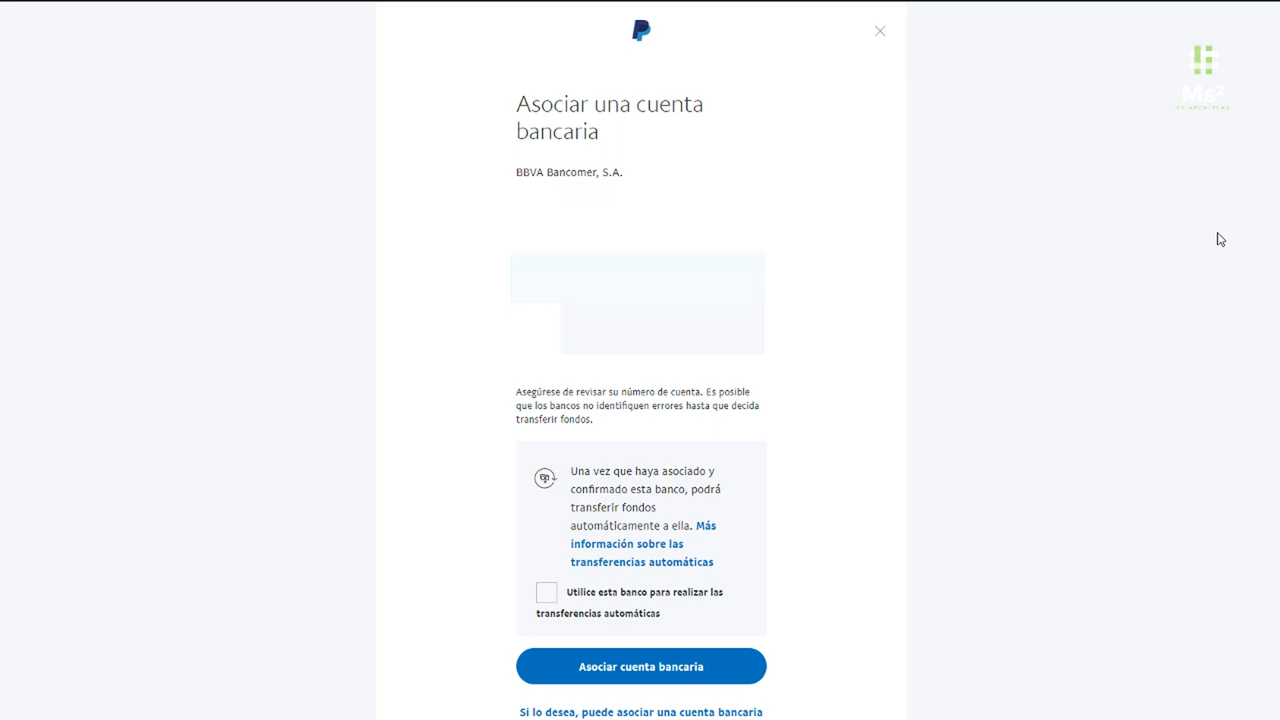 Asociar una cuenta
bancaria
BBVA Bancomer, S.A.
Ms²
Asegúrese de revisar su número de cuenta. Es posible
que los bancos no identifiquen errores hasta que decida
transferir fondos.
Una vez que haya asociado y
confirmado esta banco, podrá
transferir fondos
automáticamente a ella. Más
información sobre las
transferencias automáticas
Utilice esta banco para realizar las
transferencias automáticas
Asociar cuenta bancaria
Si lo desea, puede asociar una cuenta bancaria